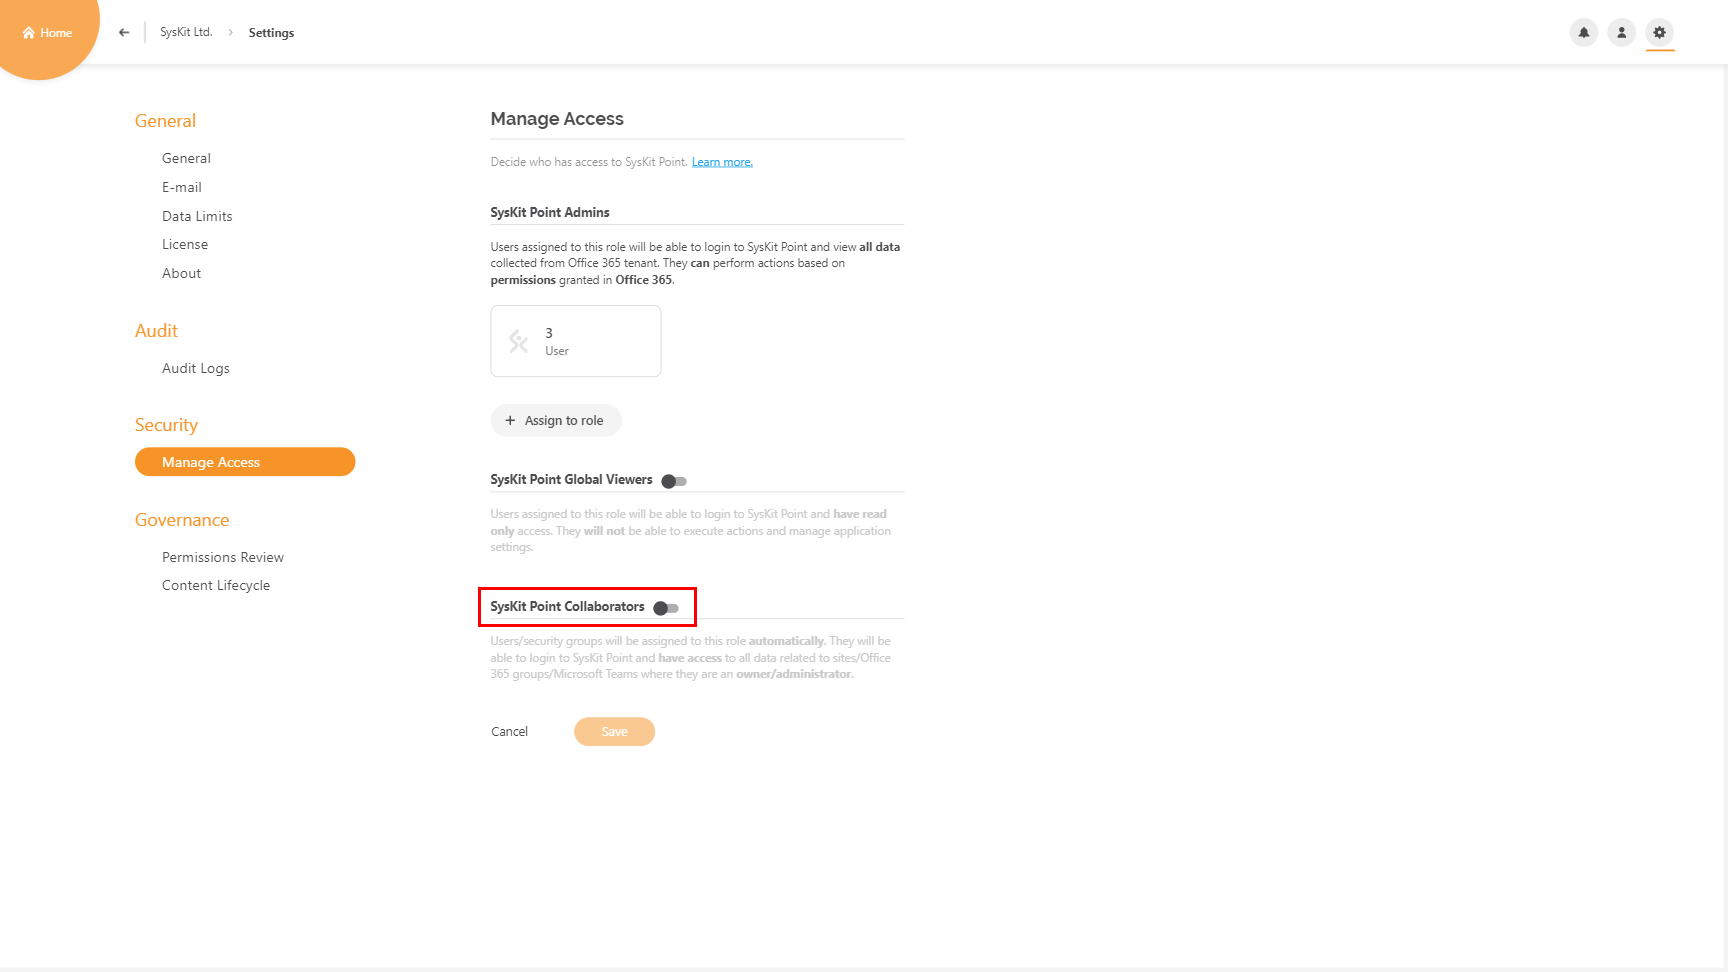 Home
SysKit Ltd. › Settings
General
General
E-mail
Data Limits
License
About
Audit
Audit Logs
Security
Manage Access
Governance
Permissions Review
Content Lifecycle
Manage Access
Decide who has access to SysKit Point. Learn more.
SysKit Point Admins
Users assigned to this role will be able to login to SysKit Point and view all data
collected from Office 365 tenant. They can perform actions based on
permissions granted in Office 365.
3
User
+ Assign to role
SysKit Point Global Viewers
Users assigned to this role will be able to login to SysKit Point and have read
only access. They will not be able to execute actions and manage application
settings.
SysKit Point Collaborators
Users/security groups will be assigned to this role automatically. They will be
able to login to SysKit Point and have access to all data related to sites/Office
365 groups/Microsoft Teams where they are an owner/administrator.
Cancel
Save